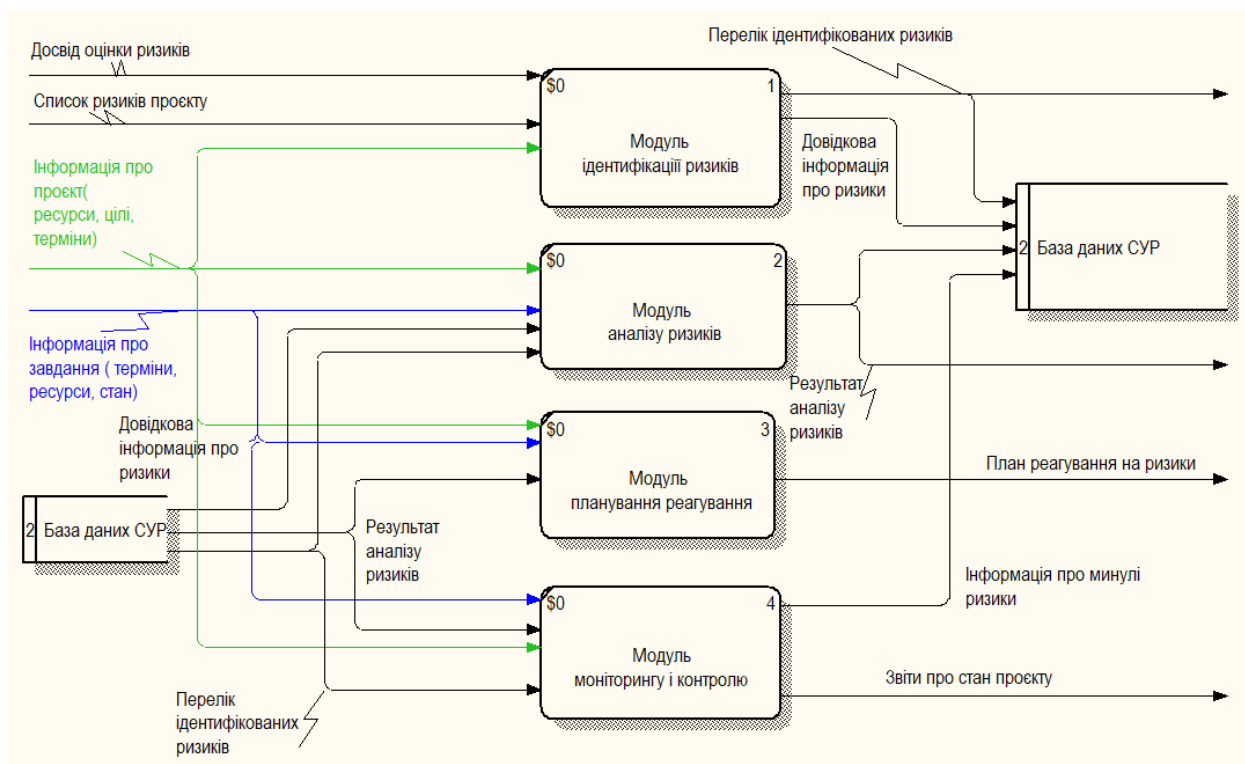 Досвід оцінки ризиків
Список ризиків проєкту
Інформація про
проєкт(
ресурси, цілі,
терміни)
Інформація про
завдання ( терміни,
ресурси, стан)
Довідкова
інформація про
ризики
2 База даних СУР
Результат
аналізу
ризиків
Перелік
ідентифікованих
ризиків
$0 1
Модуль
ідентифікаціїї ризиків
$0 2
Модуль
аналізу ризиків
$0 3
Модуль
планування реагування
$0 4
Модуль
моніторингу і контролю
Перелік ідентифікованих ризиків
Довідкова
інформація
про ризики
2 База даних СУР
Результат
аналізу
ризиків
План реагування на ризики
Інформація про минулі
ризики
Звіти про стан проєкту